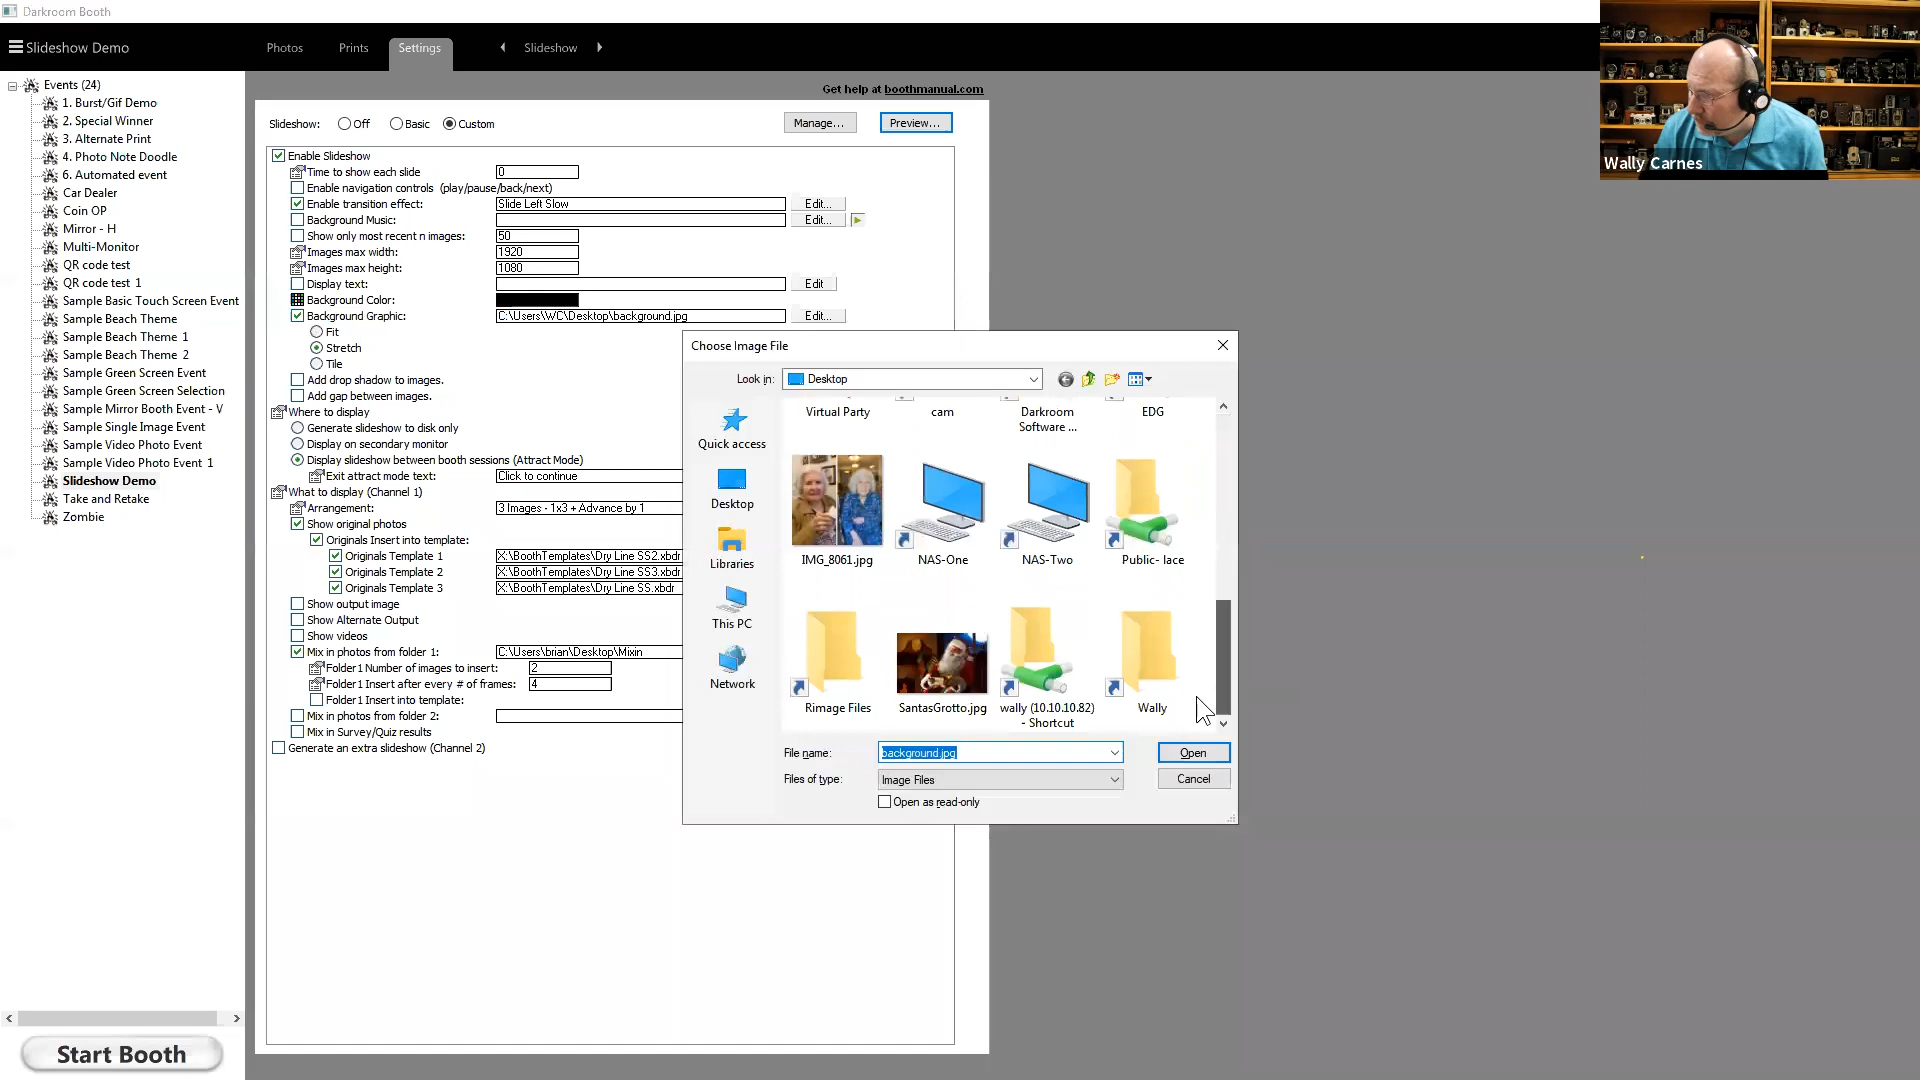 Darkroom Booth
Slideshow Demo
Photos
Prints
Settings
Slideshow
Wally Carnes
Events (24)
1. Burst/Gif Demo
2. Special Winner
3. Alternate Print
4. Photo Note Doodle
6. Automated event
Car Dealer
Coin OP
Mirror - H
Multi-Monitor
QR code test
QR code test 1
Sample Basic Touch Screen Event
Sample Beach Theme
Sample Beach Theme 1
Sample Beach Theme 2
Sample Green Screen Event
Sample Green Screen Selection
Sample Mirror Booth Event - V
Sample Single Image Event
Sample Video Photo Event
Sample Video Photo Event 1
Slideshow Demo
Take and Retake
Zombie
Start Booth
Get help at boothmanual.com
Slideshow: Off Basic Custom Manage... Preview...
Enable Slideshow
Time to show each slide 0
Enable navigation controls (play/pause/back/next)
Enable transition effect: Slide Left Slow Edit...
Background Music: Edit...
Show only most recent n images: 50
Images max width: 1920
Images max height: 1080
Display text: Edit
Background Color:
Background Graphic: C:\Users\WC\Desktop\background.jpg Edit...
Fit
Stretch
Tile
Add drop shadow to images.
Add gap between images.
Where to display
Generate slideshow to disk only
Display on secondary monitor
Display slideshow between booth sessions (Attract Mode)
Exit attract mode text: Click to continue
What to display (Channel 1)
Arrangement: 3 Images - 1x3 + Advance by 1
Show original photos
Originals Insert into template:
Originals Template 1 X:\BoothTemplates\Dry Line SS2.xbdr
Originals Template 2 X:\BoothTemplates\Dry Line SS3.xbdr
Originals Template 3 X:\BoothTemplates\Dry Line SS.xbdr
Show output image
Show Alternate Output
Show videos
Mix in photos from folder 1: C:\Users\brian\Desktop\Mixin
Folder1 Number of images to insert: 2
Folder1 Insert after every # of frames: 4
Folder1 Insert into template:
Mix in photos from folder 2:
Mix in Survey/Quiz results
Generate an extra slideshow (Channel 2)
Choose Image File
Look in: Desktop
Quick access
Desktop
Libraries
This PC
Network
Virtual Party cam Darkroom EDG
Software ...
IMG_8061.jpg NAS-One NAS-Two Public- lace
Rimage Files SantasGrotto.jpg wally (10.10.10.82) Wally
- Shortcut
File name: background.jpg Open
Files of type: Image Files Cancel
Open as read-only